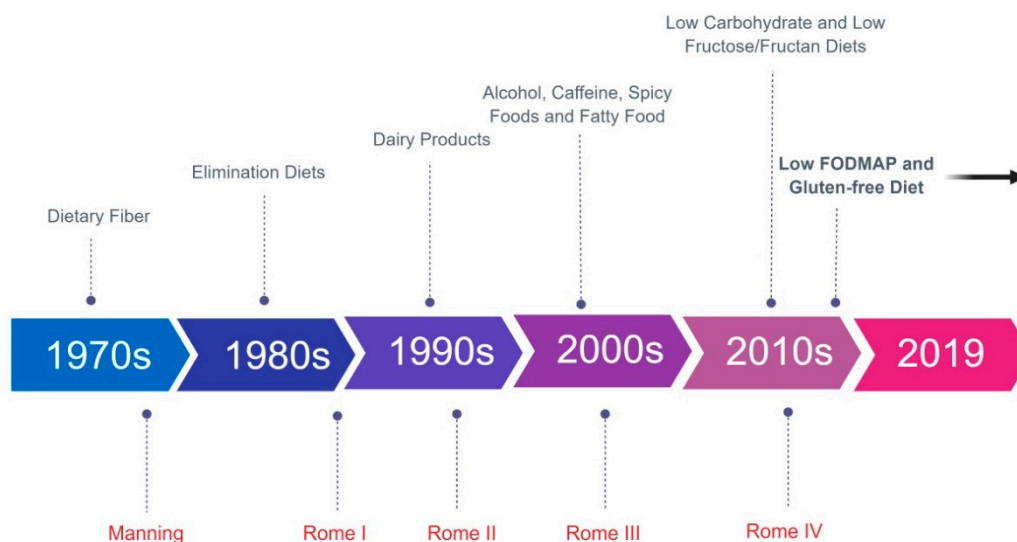 Low Carbohydrate and Low
Fructose/Fructan Diets
Alcohol, Caffeine, Spicy
Foods and Fatty Food
Dairy Products
Low FODMAP and
Gluten-free Diet
Elimination Diets
Dietary Fiber
1970s
1980s
1990s
2000s
2010s
2019
Manning
Rome I
Rome II
Rome III
Rome IV